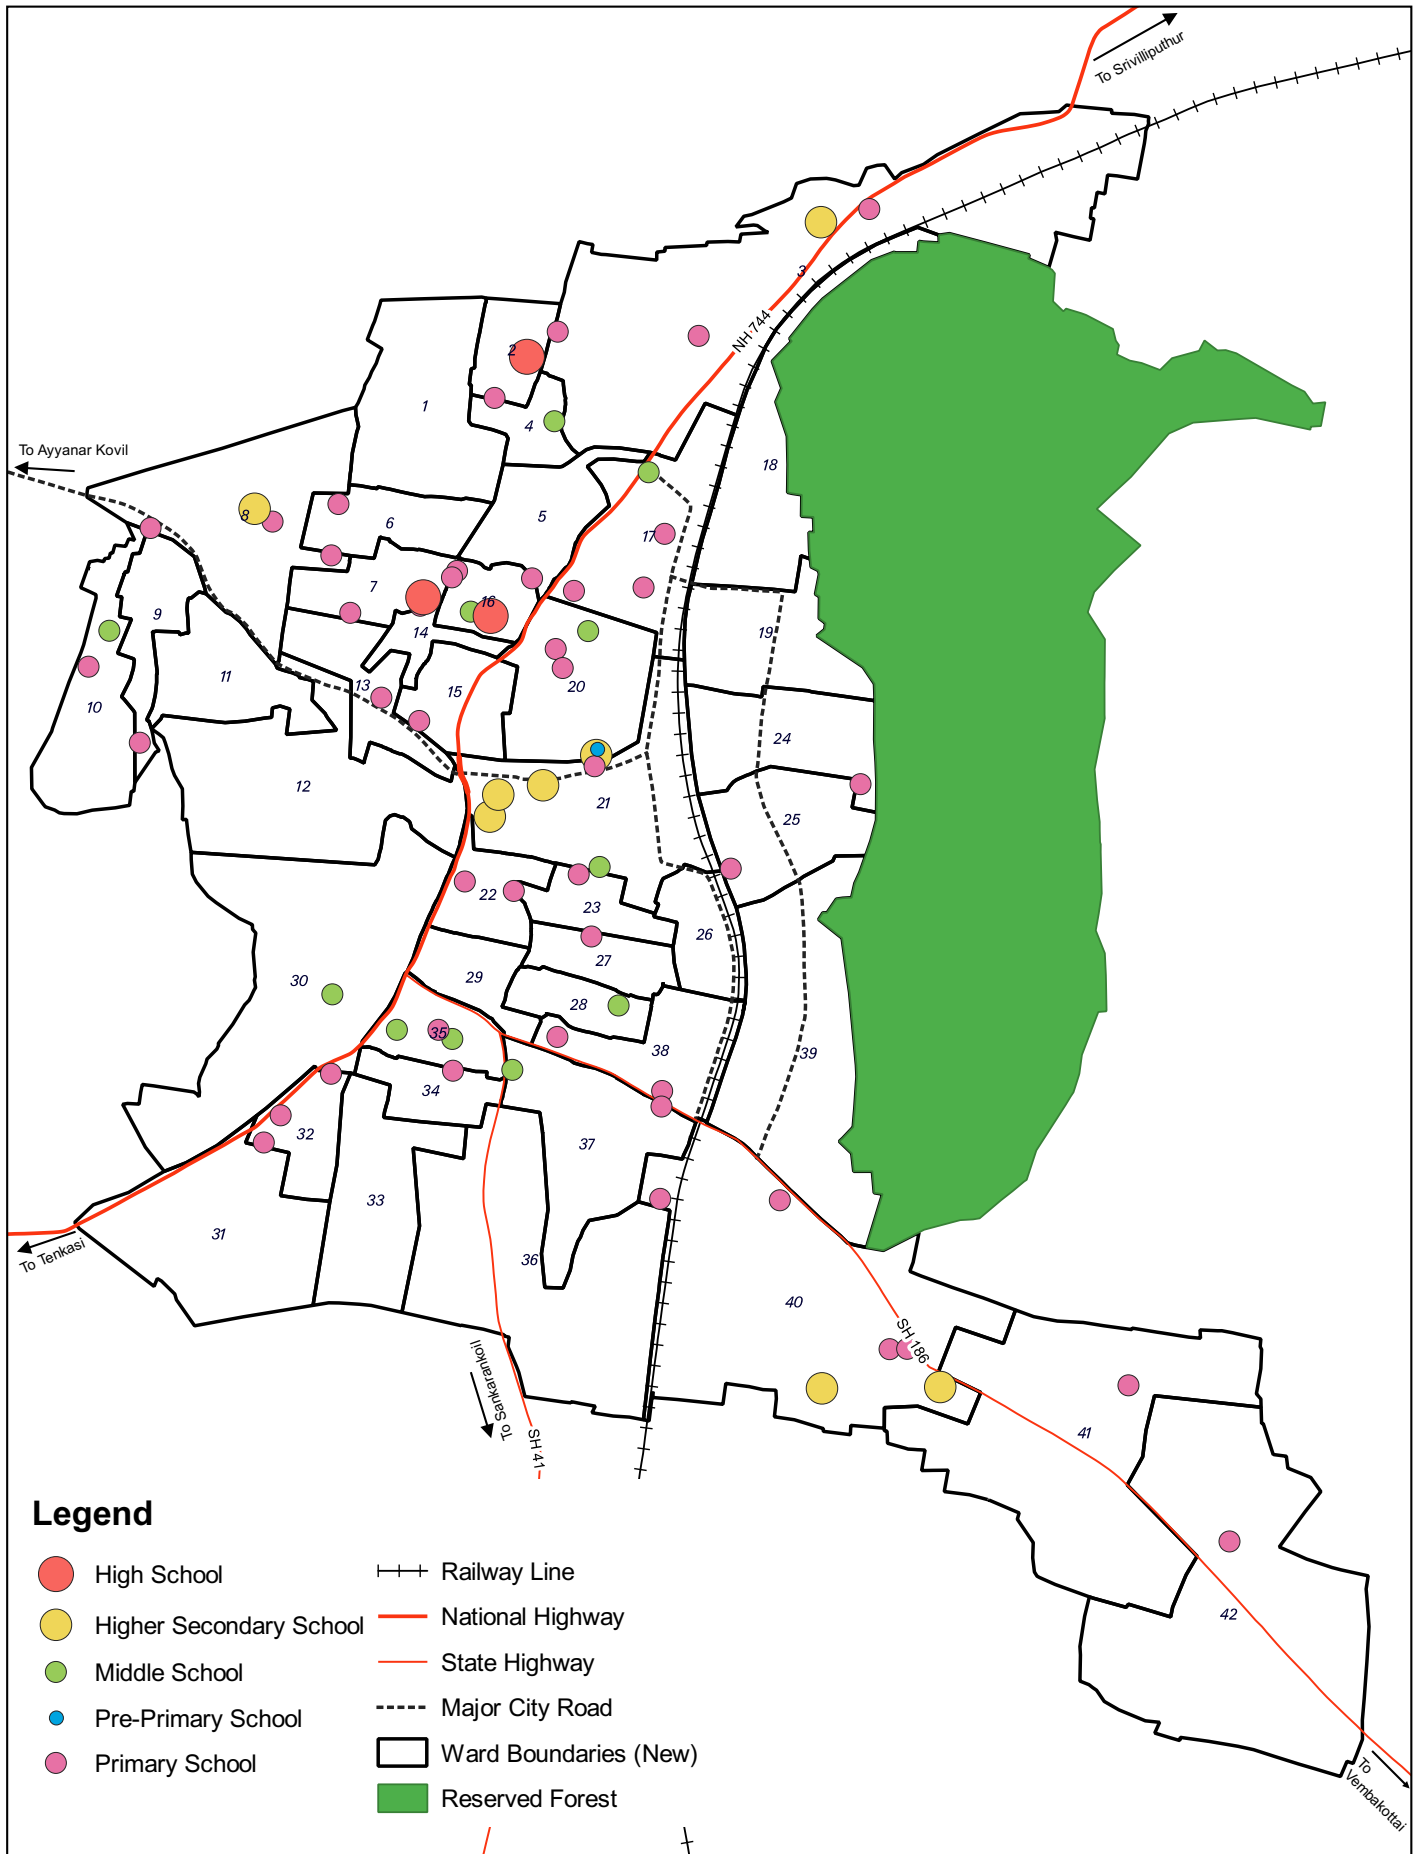 To Srivilliputhur
3
NH 744
2
1
4
To Ayyanar Kovil
18
8
6
5
17
7
16
9
14
19
11
13
15
20
10
24
12
21
25
22
23
26
27
30
29
28
35
38
39
34
32
37
33
31
36
To Tenkasi
40
SH 186
To Sankarankoil
SH 41
41
42
To
Vembakottai
Legend
High School
Higher Secondary School
Middle School
Pre-Primary School
Primary School
Railway Line
National Highway
State Highway
Major City Road
Ward Boundaries (New)
Reserved Forest